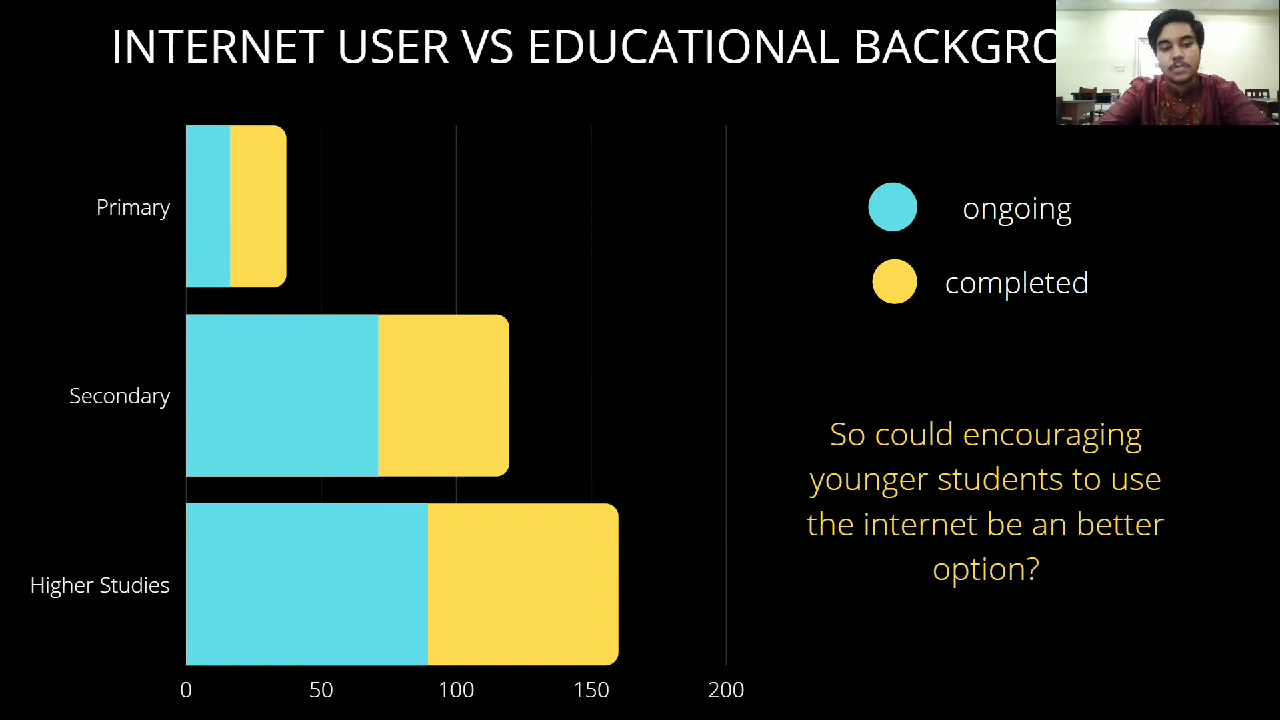 INTERNET USER VS EDUCATIONAL
Primary
Secondary
Higher Studies
0 50 100 150 200
ongoing
completed
So could encouraging
younger students to use
the internet be an better
option?